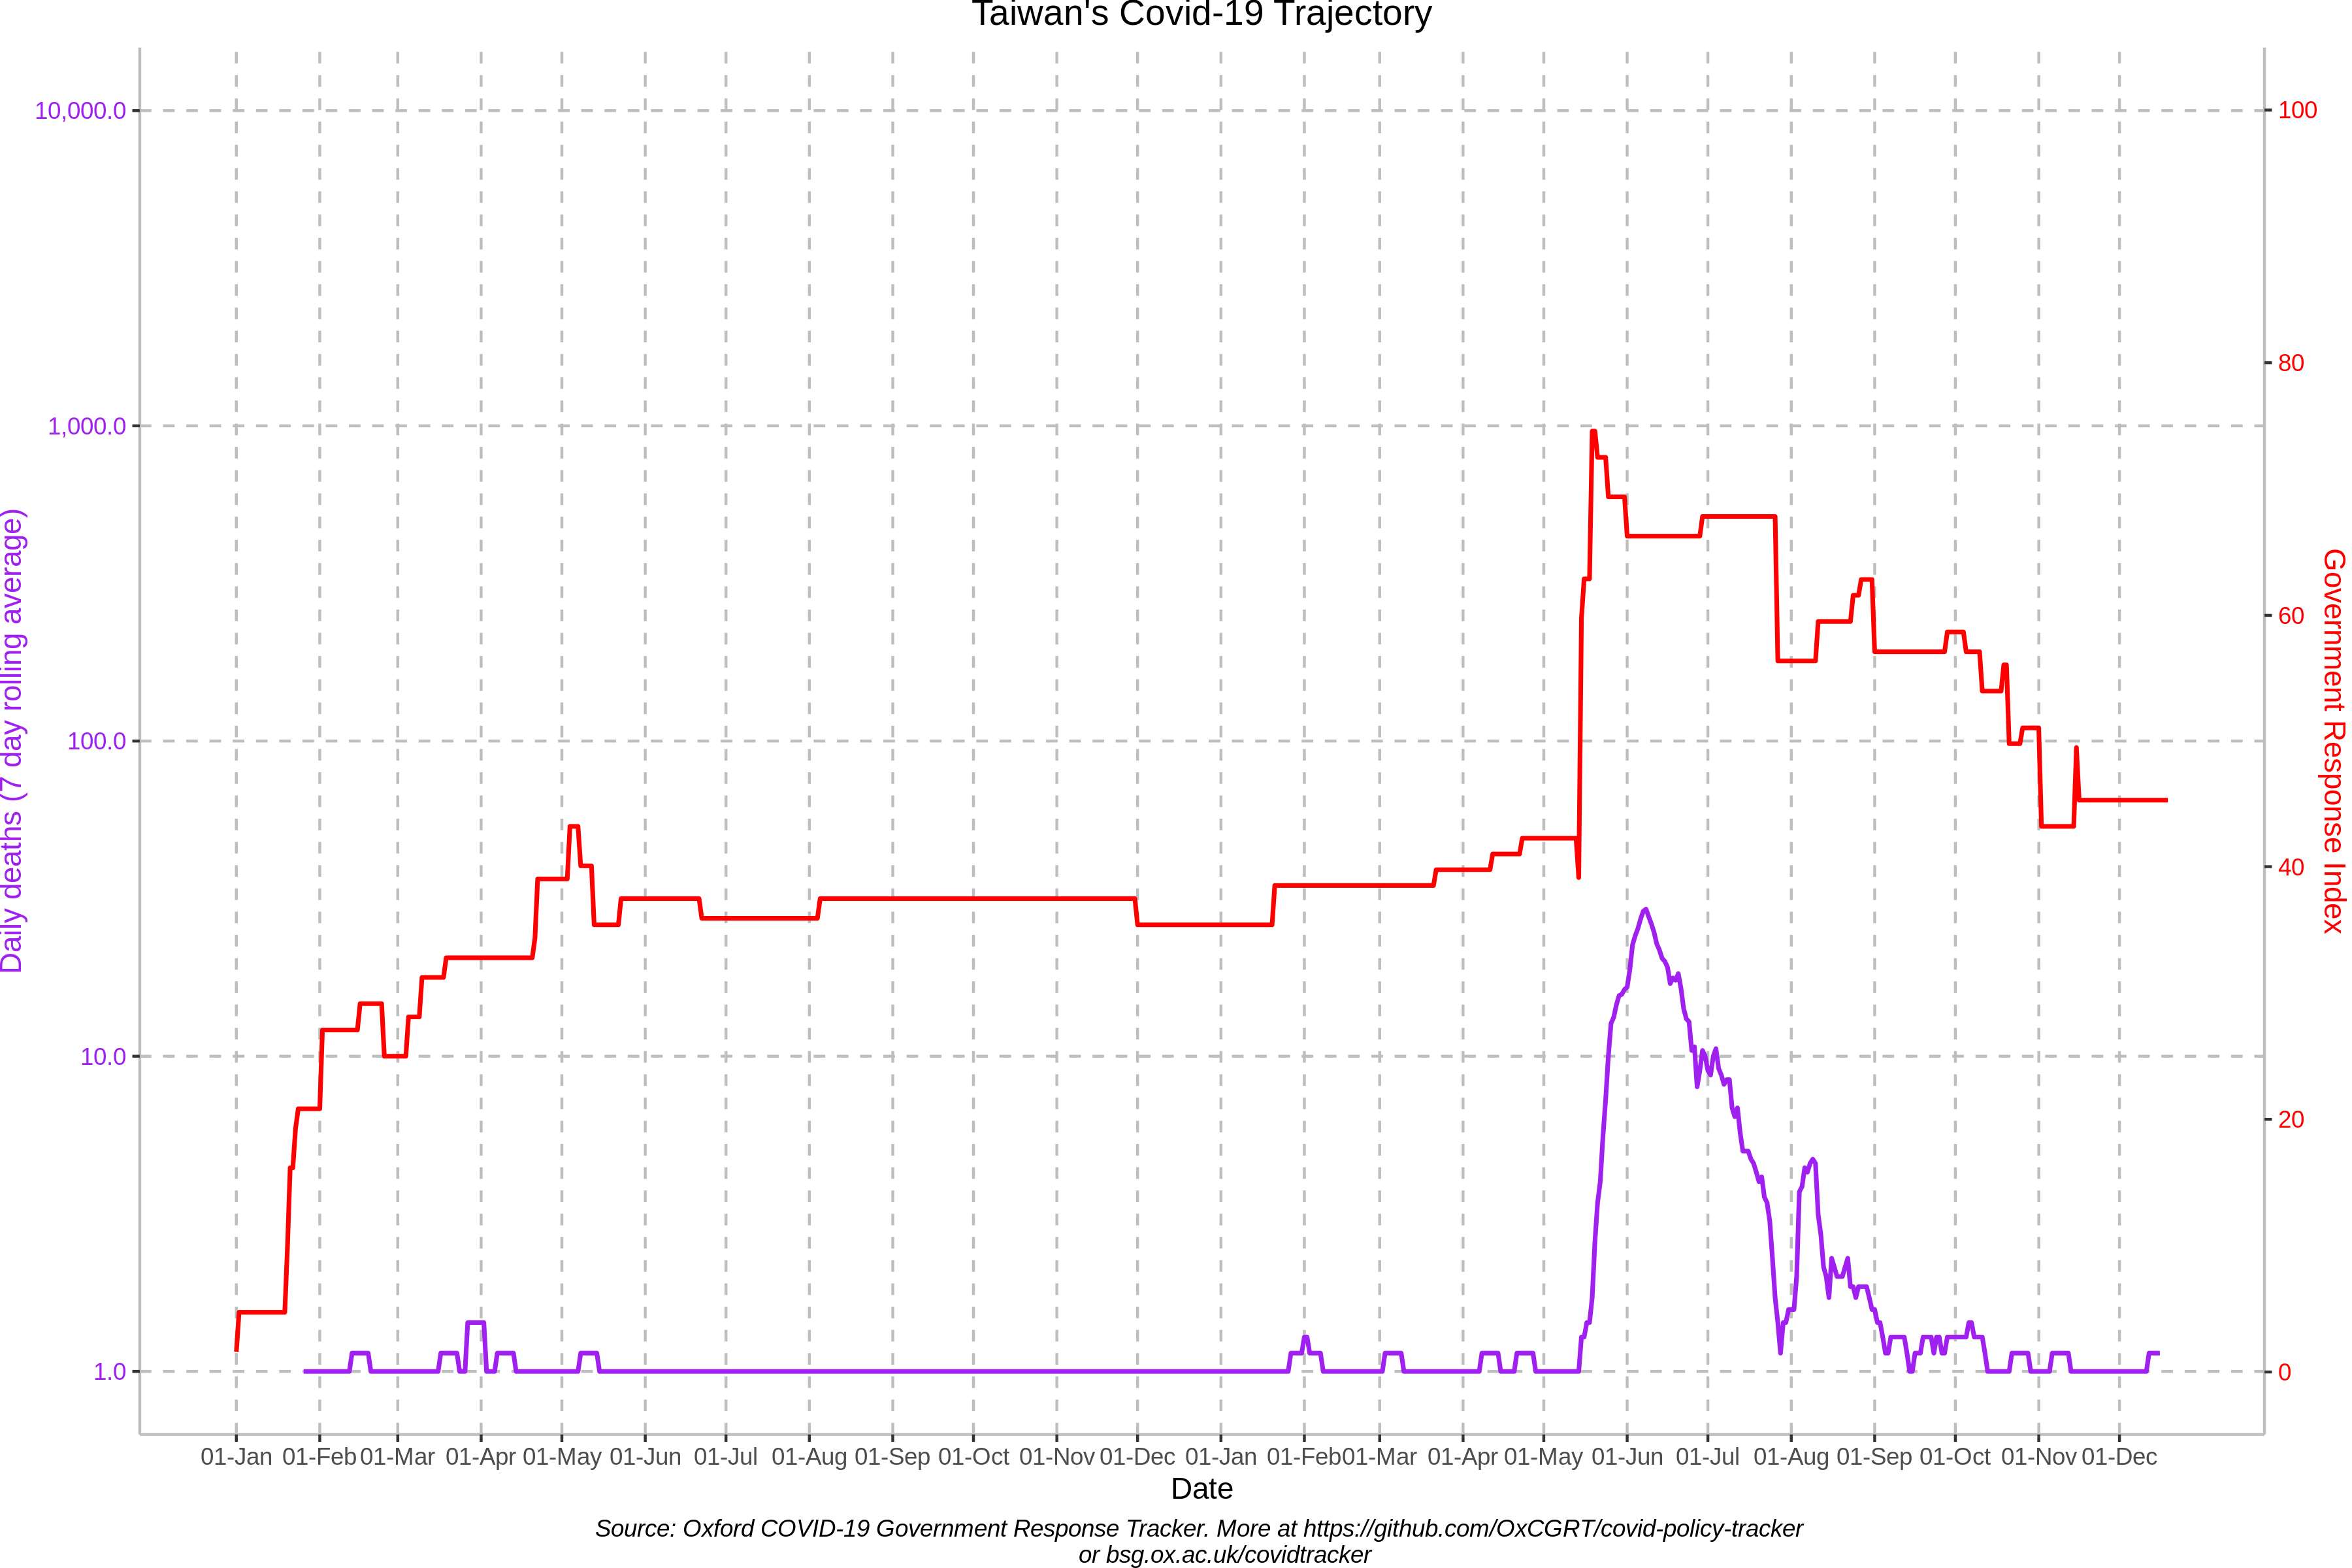 Taiwan's Covid-19 Trajectory
Daily deaths (7 day rolling average)
10,000.0
1,000.0
100.0
10.0
1.0
100
80
60
40
20
0
Government Response Index
01-Jan 01-Feb 01-Mar 01-Apr 01-May 01-Jun 01-Jul 01-Aug 01-Sep 01-Oct 01-Nov 01-Dec 01-Jan 01-Feb 01-Mar 01-Apr 01-May 01-Jun 01-Jul 01-Aug 01-Sep 01-Oct 01-Nov 01-Dec
Date
Source: Oxford COVID-19 Government Response Tracker. More at https://github.com/OxCGRT/covid-policy-tracker
or bsg.ox.ac.uk/covidtracker